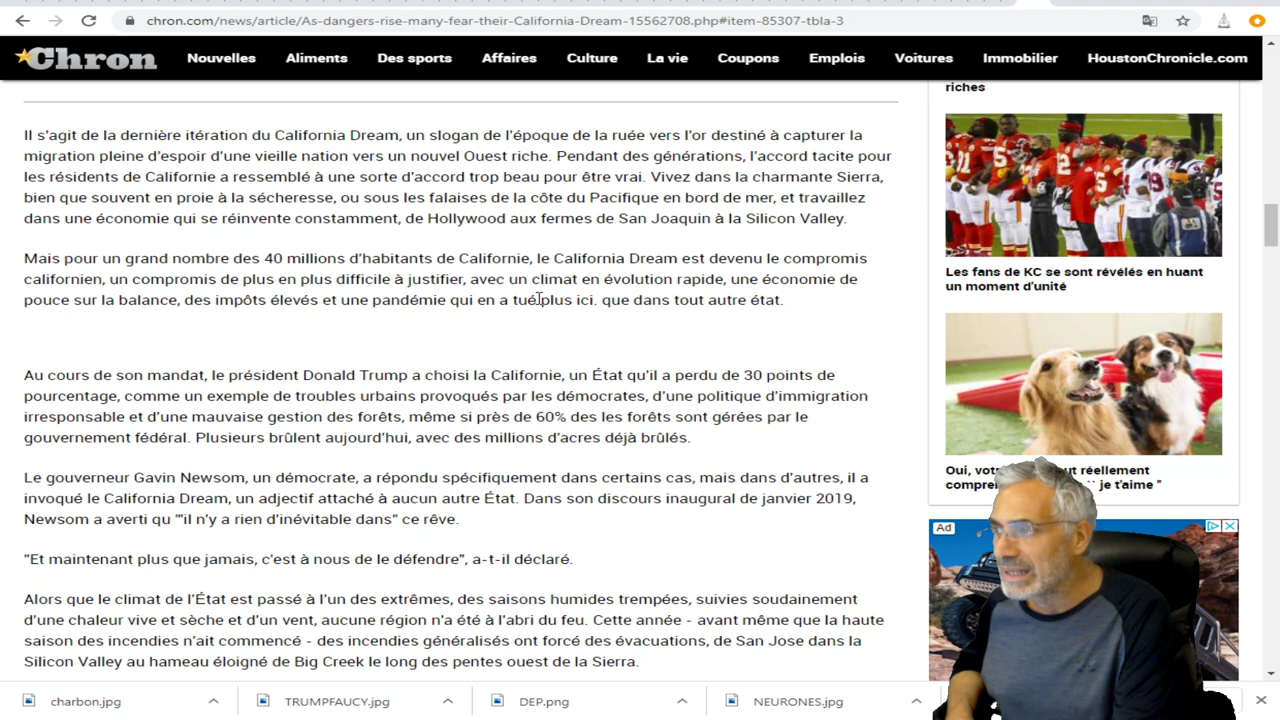 chron.com/news/article/As-dangers-rise-many-fear-their-California-Dream-15562708.php#item-85307-tbla-3
Chron
Nouvelles
Aliments
Des sports
Affaires
Culture
La vie
Coupons
Emplois
Voitures
Immobilier
HoustonChronicle.com
Il s'agit de la dernière itération du California Dream, un slogan de l'époque de la ruée vers l'or destiné à capturer la
migration pleine d'espoir d'une vieille nation vers un nouvel Ouest riche. Pendant des générations, l'accord tacite pour
les résidents de Californie a ressemblé à une sorte d'accord trop beau pour être vrai. Vivez dans la charmante Sierra,
bien que souvent en proie à la sécheresse, ou sous les falaises de la côte du Pacifique en bord de mer, et travaillez
dans une économie qui se réinvente constamment, de Hollywood aux fermes de San Joaquin à la Silicon Valley.
Mais pour un grand nombre des 40 millions d'habitants de Californie, le California Dream est devenu le compromis
californien, un compromis de plus en plus difficile à justifier, avec un climat en évolution rapide, une économie de
pouce sur la balance, des impôts élevés et une pandémie qui en a tué plus ici. que dans tout autre état.
Au cours de son mandat, le président Donald Trump a choisi la Californie, un État qu'il a perdu de 30 points de
pourcentage, comme un exemple de troubles urbains provoqués par les démocrates, d'une politique d'immigration
irresponsable et d'une mauvaise gestion des forêts, même si près de 60% des les forêts sont gérées par le
gouvernement fédéral. Plusieurs brûlent aujourd'hui, avec des millions d'acres déjà brûlés.
Le gouverneur Gavin Newsom, un démocrate, a répondu spécifiquement dans certains cas, mais dans d'autres, il a
invoqué le California Dream, un adjectif attaché à aucun autre État. Dans son discours inaugural de janvier 2019,
Newsom a averti qu '"il n'y a rien d'inévitable dans" ce rêve.
"Et maintenant plus que jamais, c'est à nous de le défendre", a-t-il déclaré.
Alors que le climat de l'État est passé à l'un des extrêmes, des saisons humides trempées, suivies soudainement
d'une chaleur vive et sèche et d'un vent, aucune région n'a été à l'abri du feu. Cette année - avant même que la haute
saison des incendies n'ait commencé - des incendies généralisés ont forcé des évacuations, de San Jose dans la
Silicon Valley au hameau éloigné de Big Creek le long des pentes ouest de la Sierra.
riches
Les fans de KC se sont révélés en huant
un moment d'unité
Oui, réellement
`` je t'aime "
Ad
charbon.jpg
TRUMPFAUCY.jpg
DEP.png
NEURONES.jpg